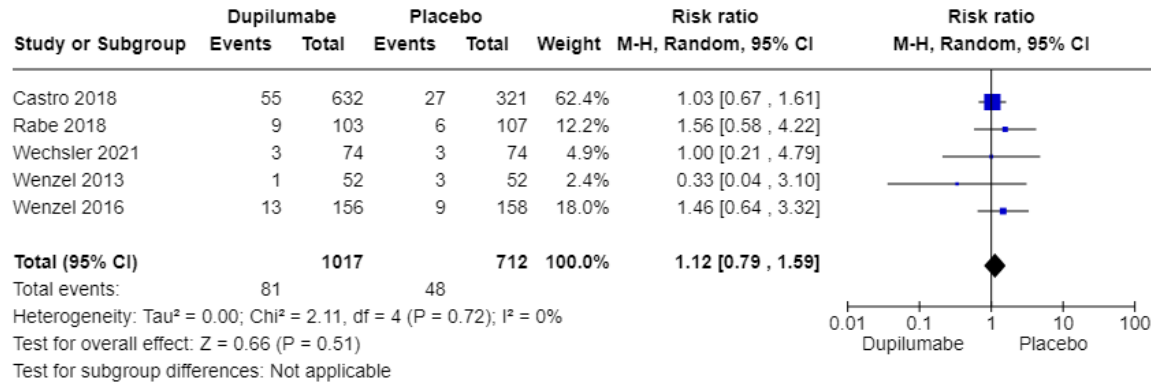 Dupilumabe Placebo Risk ratio Risk ratio
Study or Subgroup Events Total Events Total Weight M-H, Random, 95% CI M-H, Random, 95% CI
Castro 2018 55 632 27 321 62.4% 1.03 [0.67 , 1.61]
Rabe 2018 9 103 6 107 12.2% 1.56 [0.58 , 4.22]
Wechsler 2021 3 74 3 74 4.9% 1.00 [0.21 , 4.79]
Wenzel 2013 1 52 3 52 2.4% 0.33 [0.04 , 3.10]
Wenzel 2016 13 156 9 158 18.0% 1.46 [0.64 , 3.32]
Total (95% CI) 1017 712 100.0% 1.12 [0.79 , 1.59]
Total events: 81 48
Heterogeneity: Tau² = 0.00; Chi² = 2.11, df = 4 (P = 0.72); I² = 0%
Test for overall effect: Z = 0.66 (P = 0.51)
Test for subgroup differences: Not applicable
0.01 0.1 1 10 100
Dupilumabe Placebo